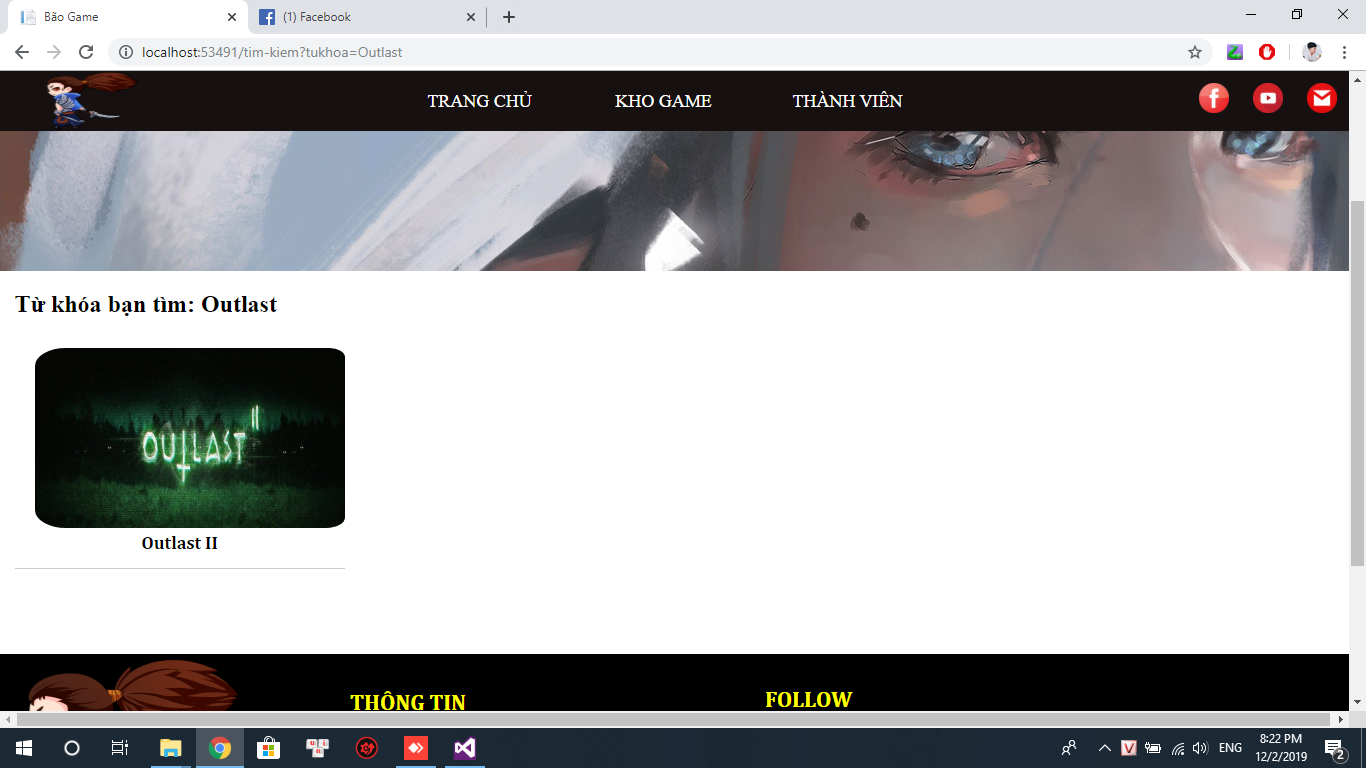 Bão Game
(1) Facebook
localhost:53491/tim-kiem?tukhoa=Outlast
TRANG CHỦ
KHO GAME
THÀNH VIÊN
Từ khóa bạn tìm: Outlast
OUTLAST II
Outlast II
THÔNG TIN
FOLLOW
ENG
8:22 PM
12/2/2019
2